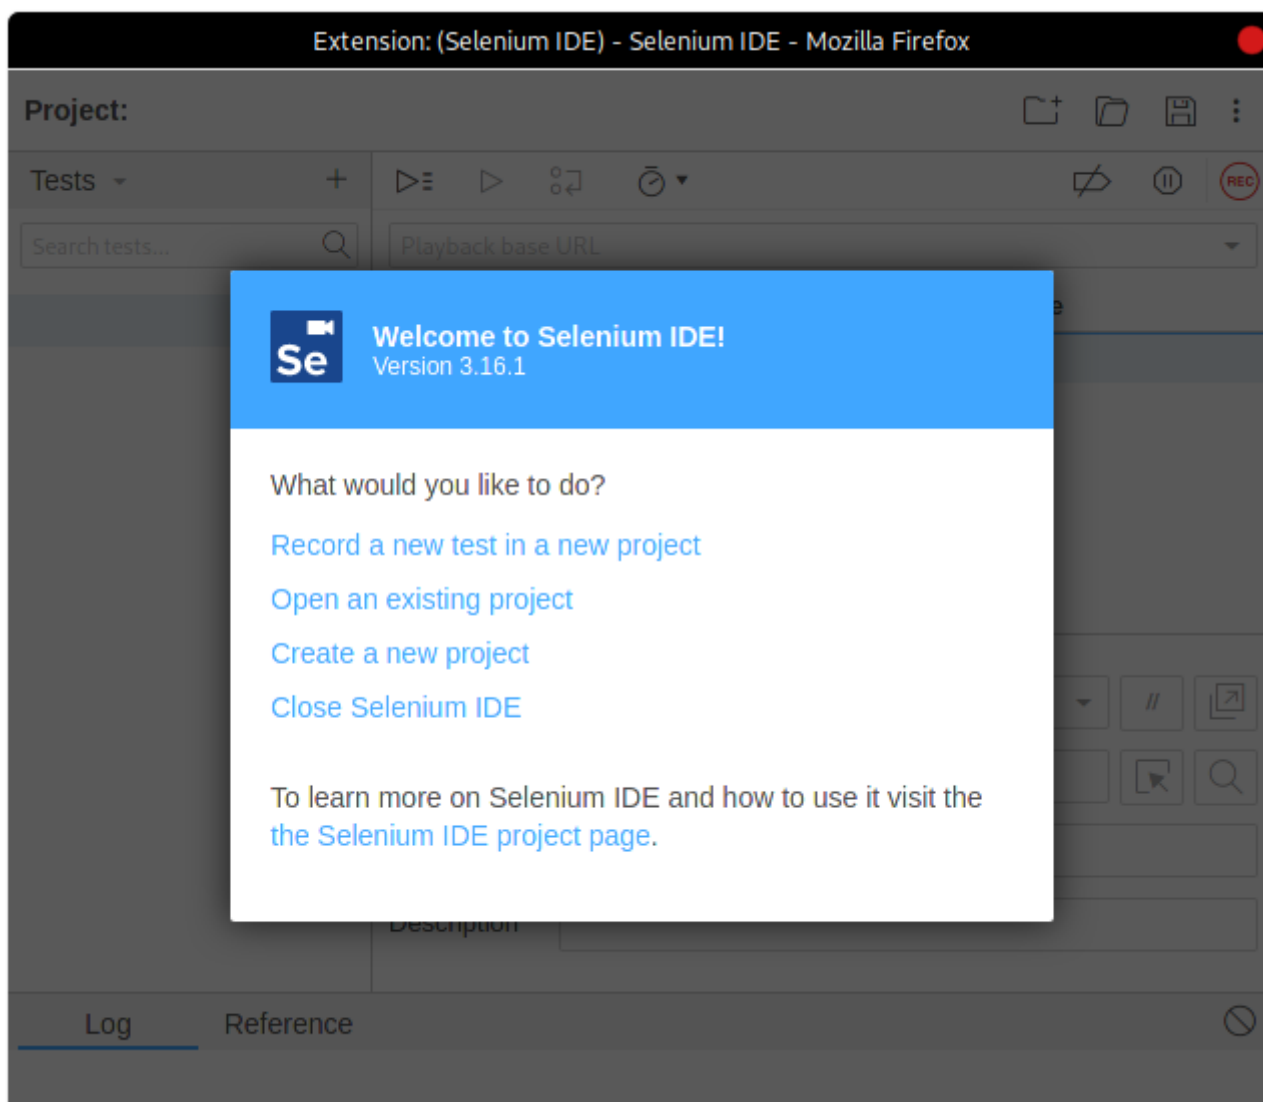 Extension: (Selenium IDE) - Selenium IDE - Mozilla Firefox
Project:
Tests
REC
Search tests...
Playback base URL
Se
Welcome to Selenium IDE!
Version 3.16.1
What would you like to do?
Record a new test in a new project
Open an existing project
Create a new project
Close Selenium IDE
//
To learn more on Selenium IDE and how to use it visit the
the Selenium IDE project page.
Description
Log
Reference